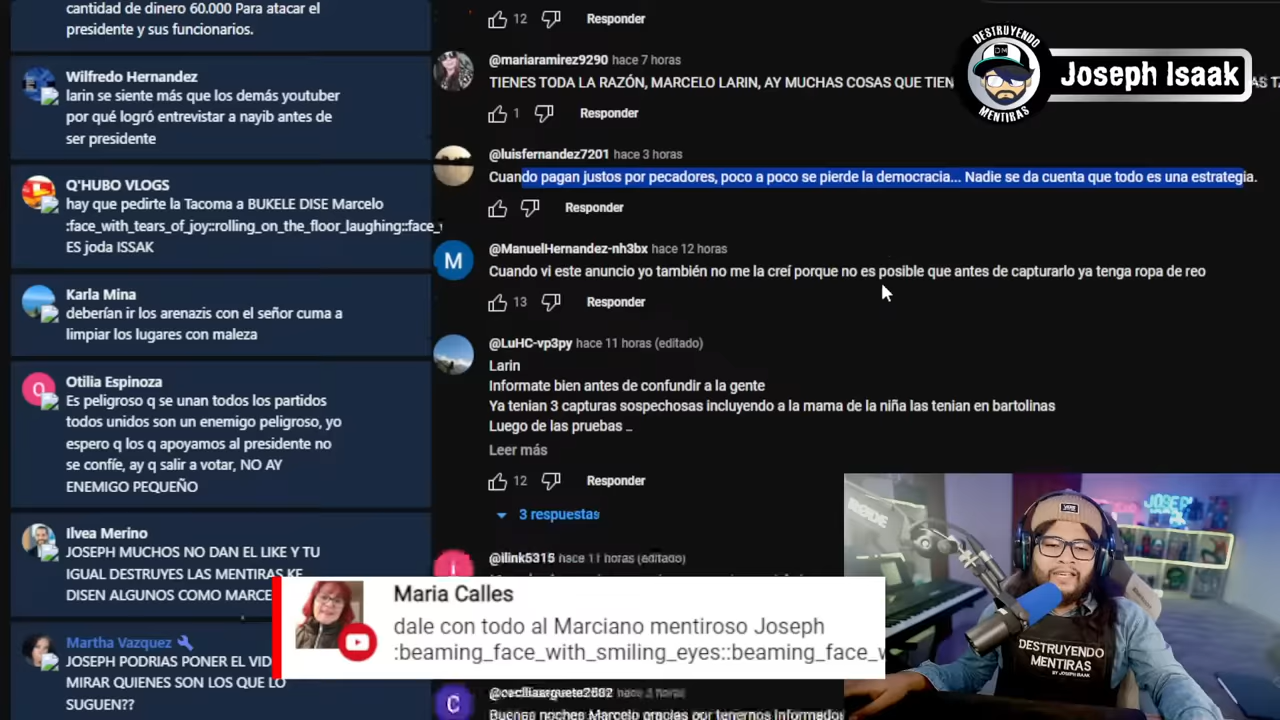 cantidad de dinero 60.000 Para atacar el
presidente y sus funcionarios.
Wilfredo Hernandez
larin se siente más que los demás youtuber
por qué logró entrevistar a nayib antes de
ser presidente
Q'HUBO VLOGS
hay que pedirte la Tacoma a BUKELE DISE Marcelo
:face_with_tears_of_joy::rolling_on_the_floor_laughing::face_
ES joda ISSAK
Karla Mina
deberían ir los arenazis con el señor cuma a
limpiar los lugares con maleza
Otilia Espinoza
Es peligroso q se unan todos los partidos
todos unidos son un enemigo peligroso, yo
espero q los q apoyamos al presidente no
se confíe, ay q salir a votar, NO AY
ENEMIGO PEQUEÑO
Ilvea Merino
JOSEPH MUCHOS NO DAN EL LIKE Y TU
IGUAL DESTRUYES LAS MENTIRAS KE
DISEN ALGUNOS COMO MARCE
Martha Vazquez
JOSEPH PODRIAS PONER EL VID
MIRAR QUIENES SON LOS QUE LO
SUGUEN??
12 Responder
@mariaramirez9290 hace 7 horas
TIENES TODA LA RAZÓN, MARCELO LARIN, AY MUCHAS COSAS QUE TIEN
1 Responder
@luisfernandez7201 hace 3 horas
Cuando pagan justos por pecadores, poco a poco se pierde la democracia... Nadie se da cuenta que todo es una estrategia.
Responder
M
@ManuelHernandez-nh3bx hace 12 horas
Cuando vi este anuncio yo también no me la creí porque no es posible que antes de capturarlo ya tenga ropa de reo
13 Responder
@LuHC-vp3py hace 11 horas (editado)
Larin
Informate bien antes de confundir a la gente
Ya tenian 3 capturas sospechosas incluyendo a la mama de la niña las tenian en bartolinas
Luego de las pruebas _
Leer más
12 Responder
3 respuestas
@ilink5315 hace 11 horas (editado)
Maria Calles
dale con todo al Marciano mentiroso Joseph
:beaming_face_with_smiling_eyes::beaming_face_w
C
hace
Buenas noches Marcelo gracias por tenernos Informado
DESTRUYENDO
DM
MENTIRAS
Joseph Isaak
RØDE
JOSEPH
VANS
DESTRUYENDO
MENTIRAS
BY JOSEPH ISAAK